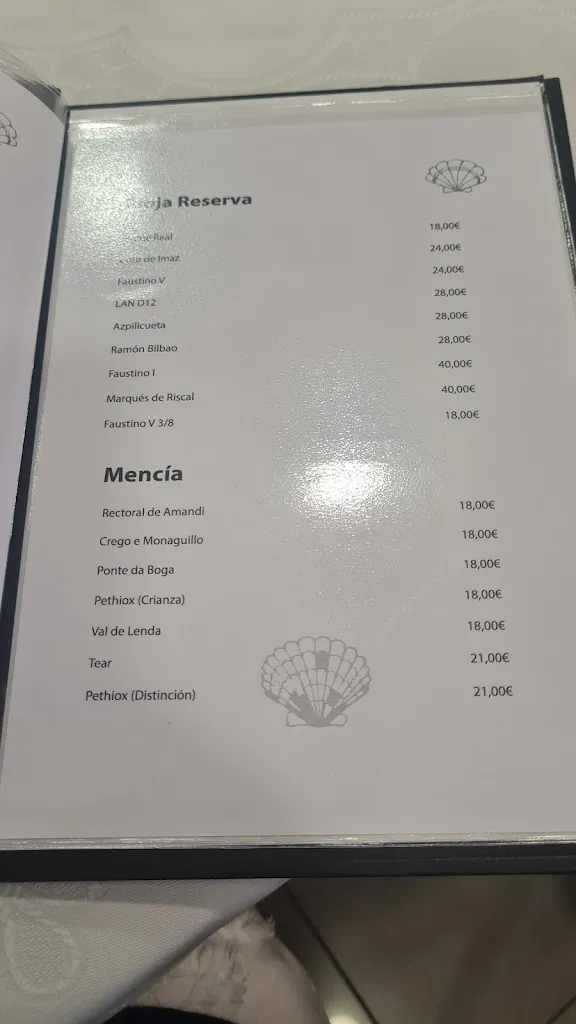 Rioja Reserva
Real 18,00€
Coto de Imaz 24,00€
Faustino V 24,00€
LAN D12 28,00€
Azpilicueta 28,00€
Ramón Bilbao 28,00€
Faustino I 40,00€
Marqués de Riscal 40,00€
Faustino V 3/8 18,00€
Mencía
Rectoral de Amandi 18,00€
Crego e Monaguillo 18,00€
Ponte da Boga 18,00€
Pethiox (Crianza) 18,00€
Val de Lenda 18,00€
Tear 21,00€
Pethiox (Distinción) 21,00€